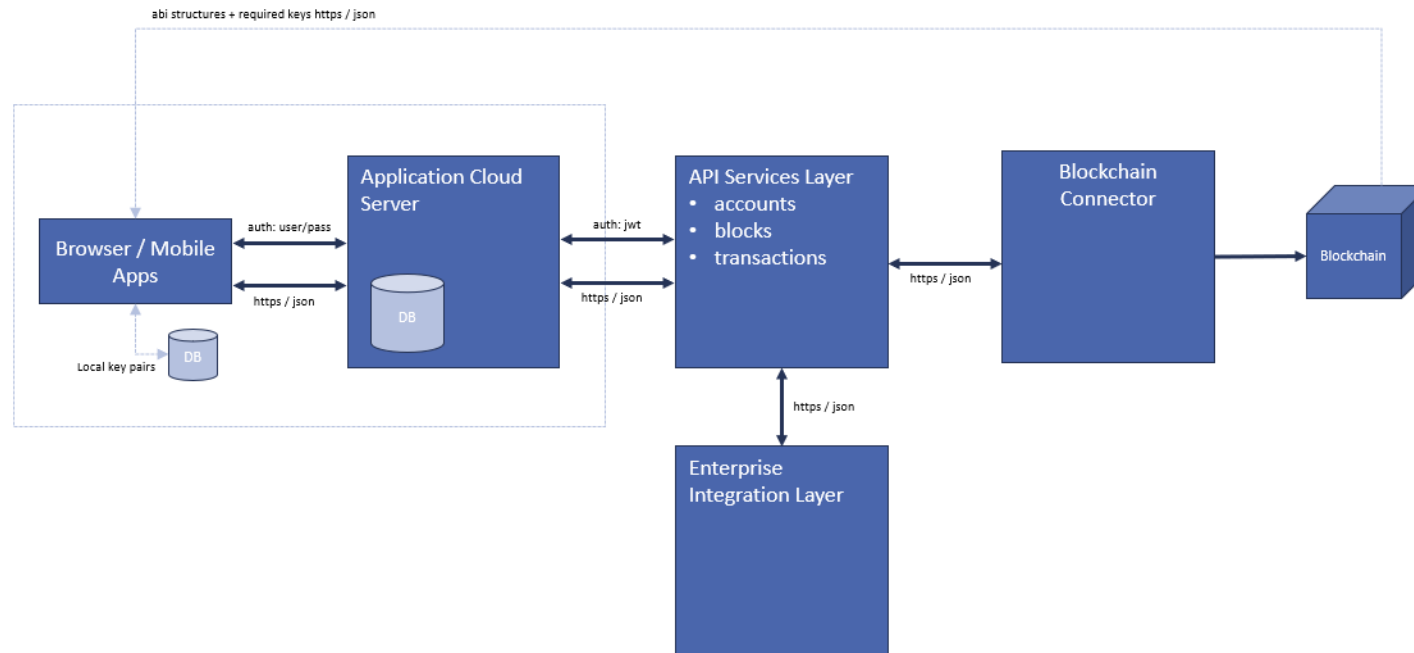 abi structures + required keys https / json
Application Cloud
Server
API Services Layer
• accounts
• blocks
• transactions
Blockchain
Connector
Browser / Mobile
Apps
auth: user/pass
https / json
auth: jwt
https / json
https / json
Blockchain
DB
DB
Local key pairs
https / json
Enterprise
Integration Layer